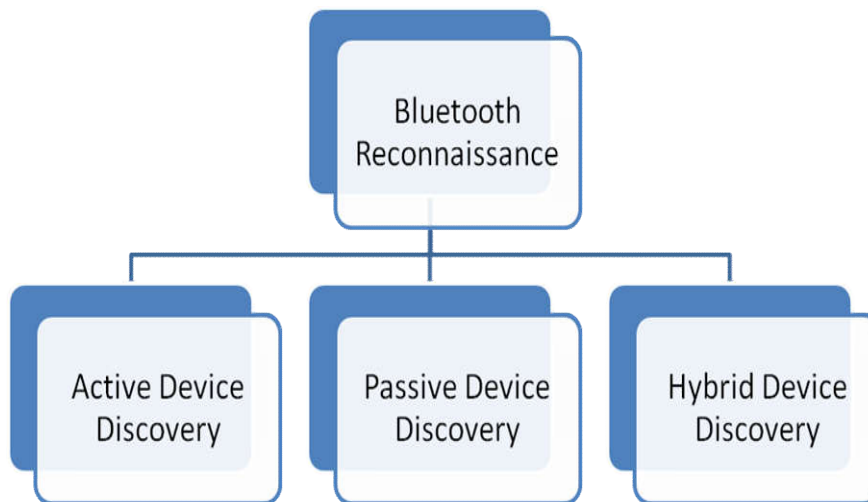 Bluetooth
Reconnaissance
Active Device
Discovery
Passive Device
Discovery
Hybrid Device
Discovery